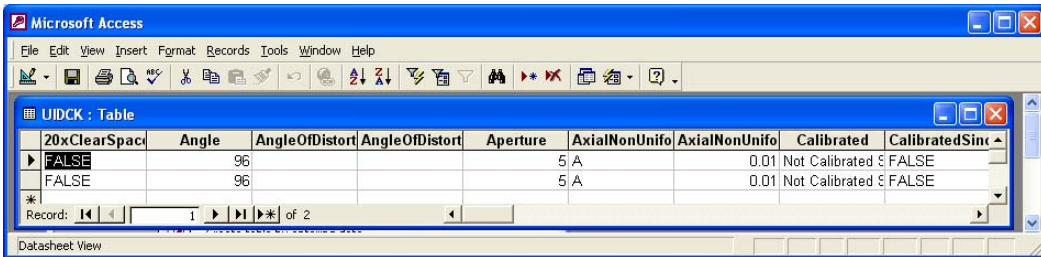 Microsoft Access
File Edit View Insert Format Records Tools Window Help
UIDCK : Table
20xClearSpac Angle AngleOfDistort AngleOfDistort Aperture AxialNonUnifo AxialNonUnifo Calibrated CalibratedSinc
FALSE 96 5 A 0.01 Not Calibrated S FALSE
FALSE 96 5 A 0.01 Not Calibrated S FALSE
Record: 1 of 2
Datasheet View